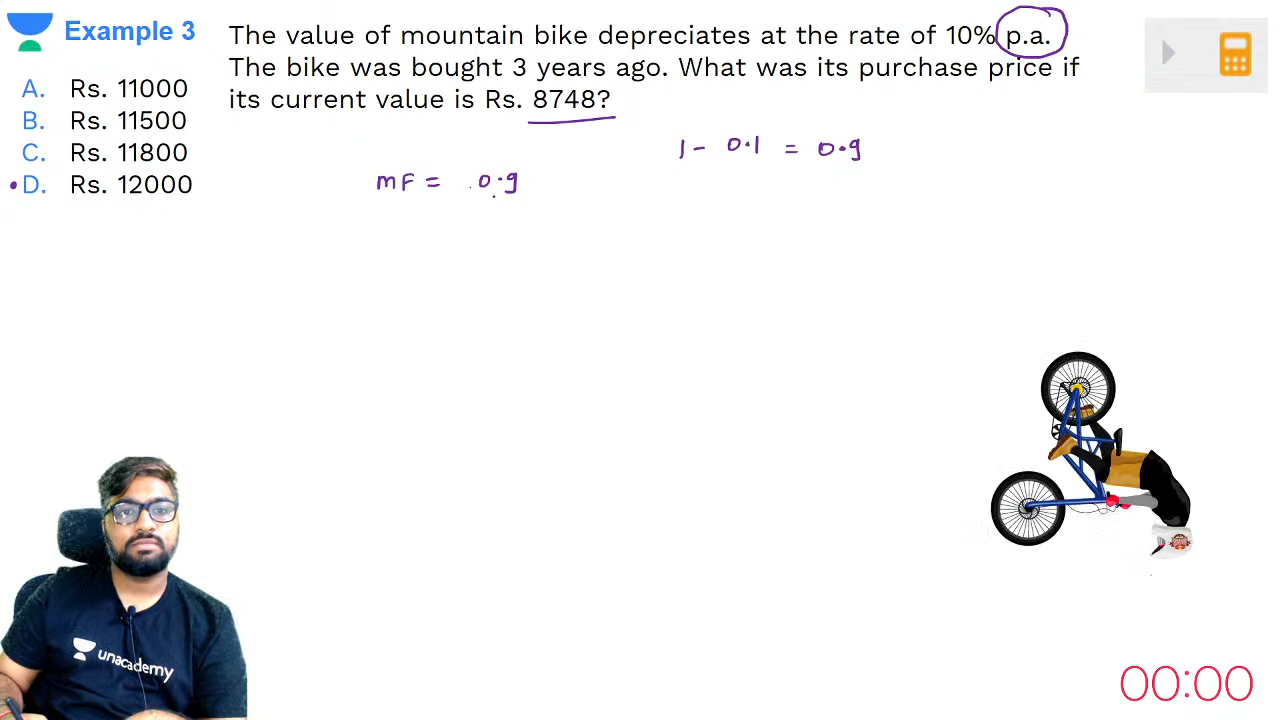 Example 3
The value of mountain bike depreciates at the rate of 10% p.a.
The bike was bought 3 years ago. What was its purchase price if
its current value is Rs. 8748?
A. Rs. 11000
B. Rs. 11500
C. Rs. 11800
D. Rs. 12000
1 - 0.1 = 0.9
MF = 0.9
unacademy
00:00